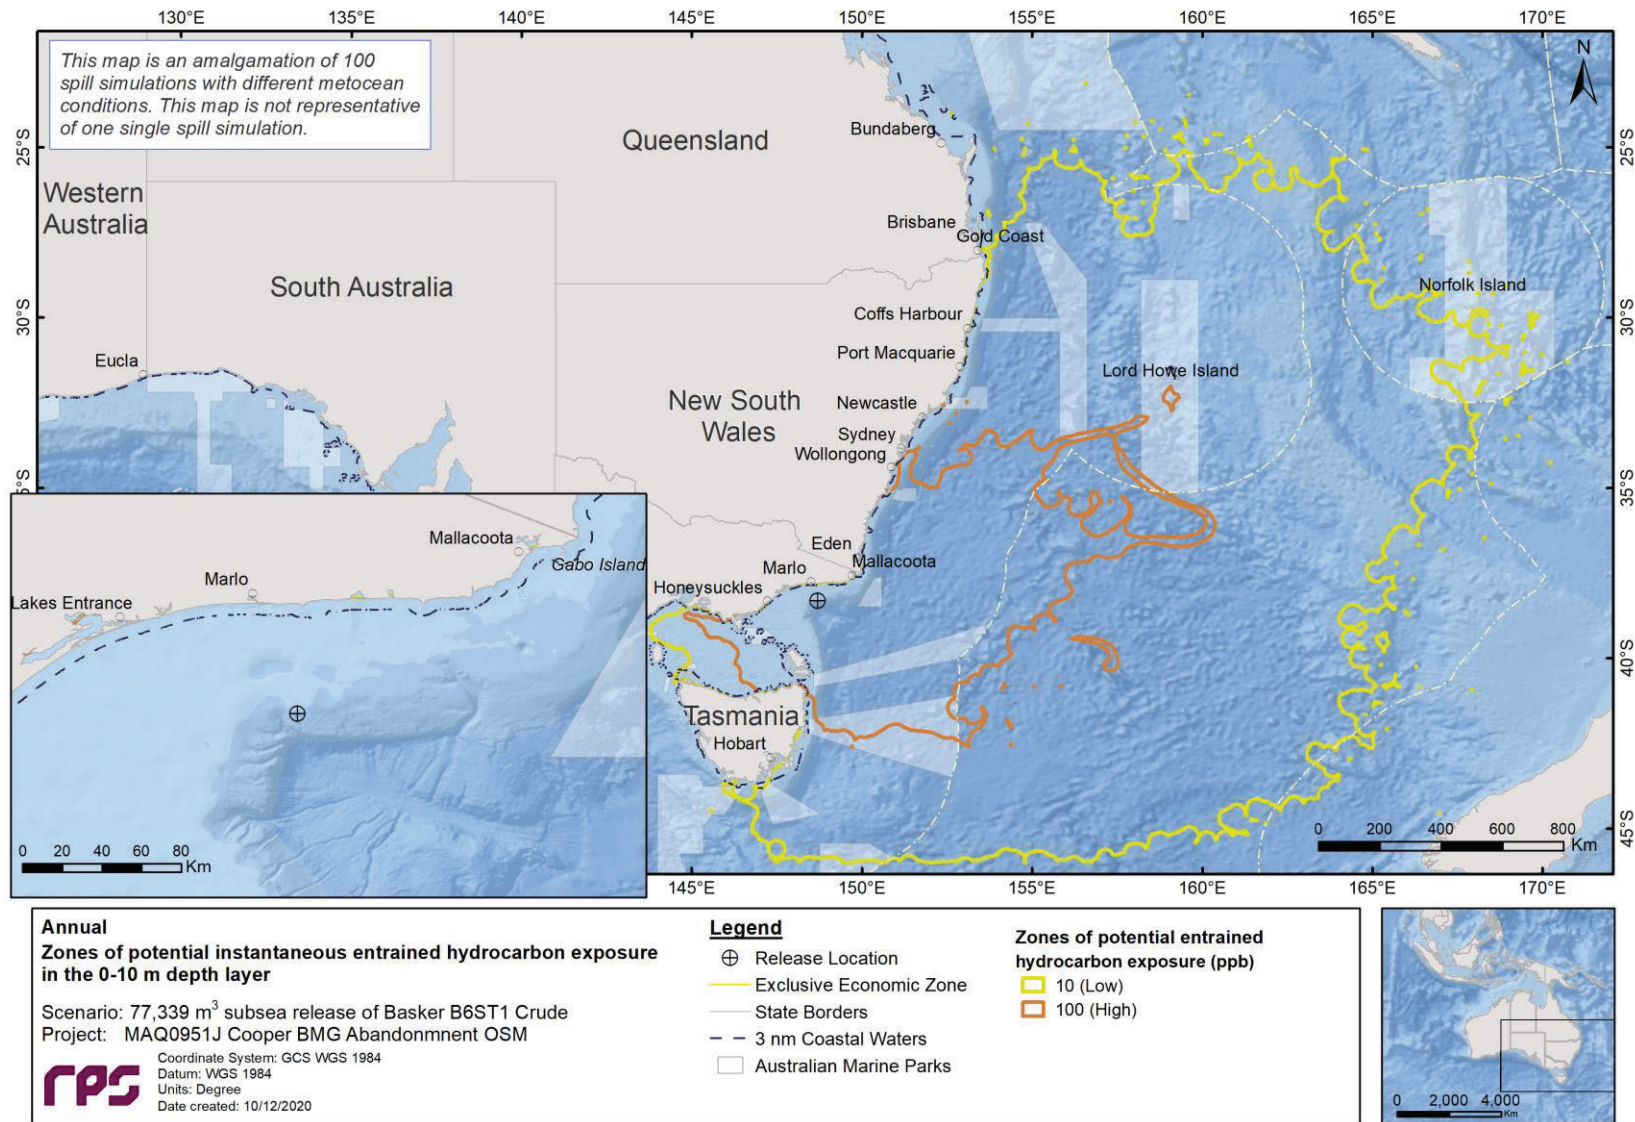 130°E 135°E 140°E 145°E 150°E 155°E 160°E 165°E 170°E
This map is an amalgamation of 100
spill simulations with different metocean
conditions. This map is not representative
of one single spill simulation.
N
Bundaberg
Queensland
25°S 25°S
Western
Australia
Brisbane
Gold Coast
South Australia
Norfolk Island
30°S 30°S
Coffs Harbour
Port Macquarie
Eucla
Lord Howe Island
New South
Wales
Newcastle
Sydney
Wollongong
5°S 35°S
Mallacoota
Eden
Gabo Island
Marlo
Mallacoota
Marlo
Honeysuckles
Lakes Entrance
40°S
Tasmania
Hobart
0 20 40 60 80
Km
0 200 400 600 800
Km
45°S
145°E 150°E 155°E 160°E 165°E 170°E
Annual
Zones of potential instantaneous entrained hydrocarbon exposure
in the 0-10 m depth layer
Scenario: 77,339 m3 subsea release of Basker B6ST1 Crude
Project: MAQ0951J Cooper BMG Abandonmnent OSM
rps
Coordinate System: GCS WGS 1984
Datum: WGS 1984
Units: Degree
Date created: 10/12/2020
Legend
Release Location
Exclusive Economic Zone
State Borders
3 nm Coastal Waters
Australian Marine Parks
Zones of potential entrained
hydrocarbon exposure (ppb)
10 (Low)
100 (High)
0 2,000 4,000
Km